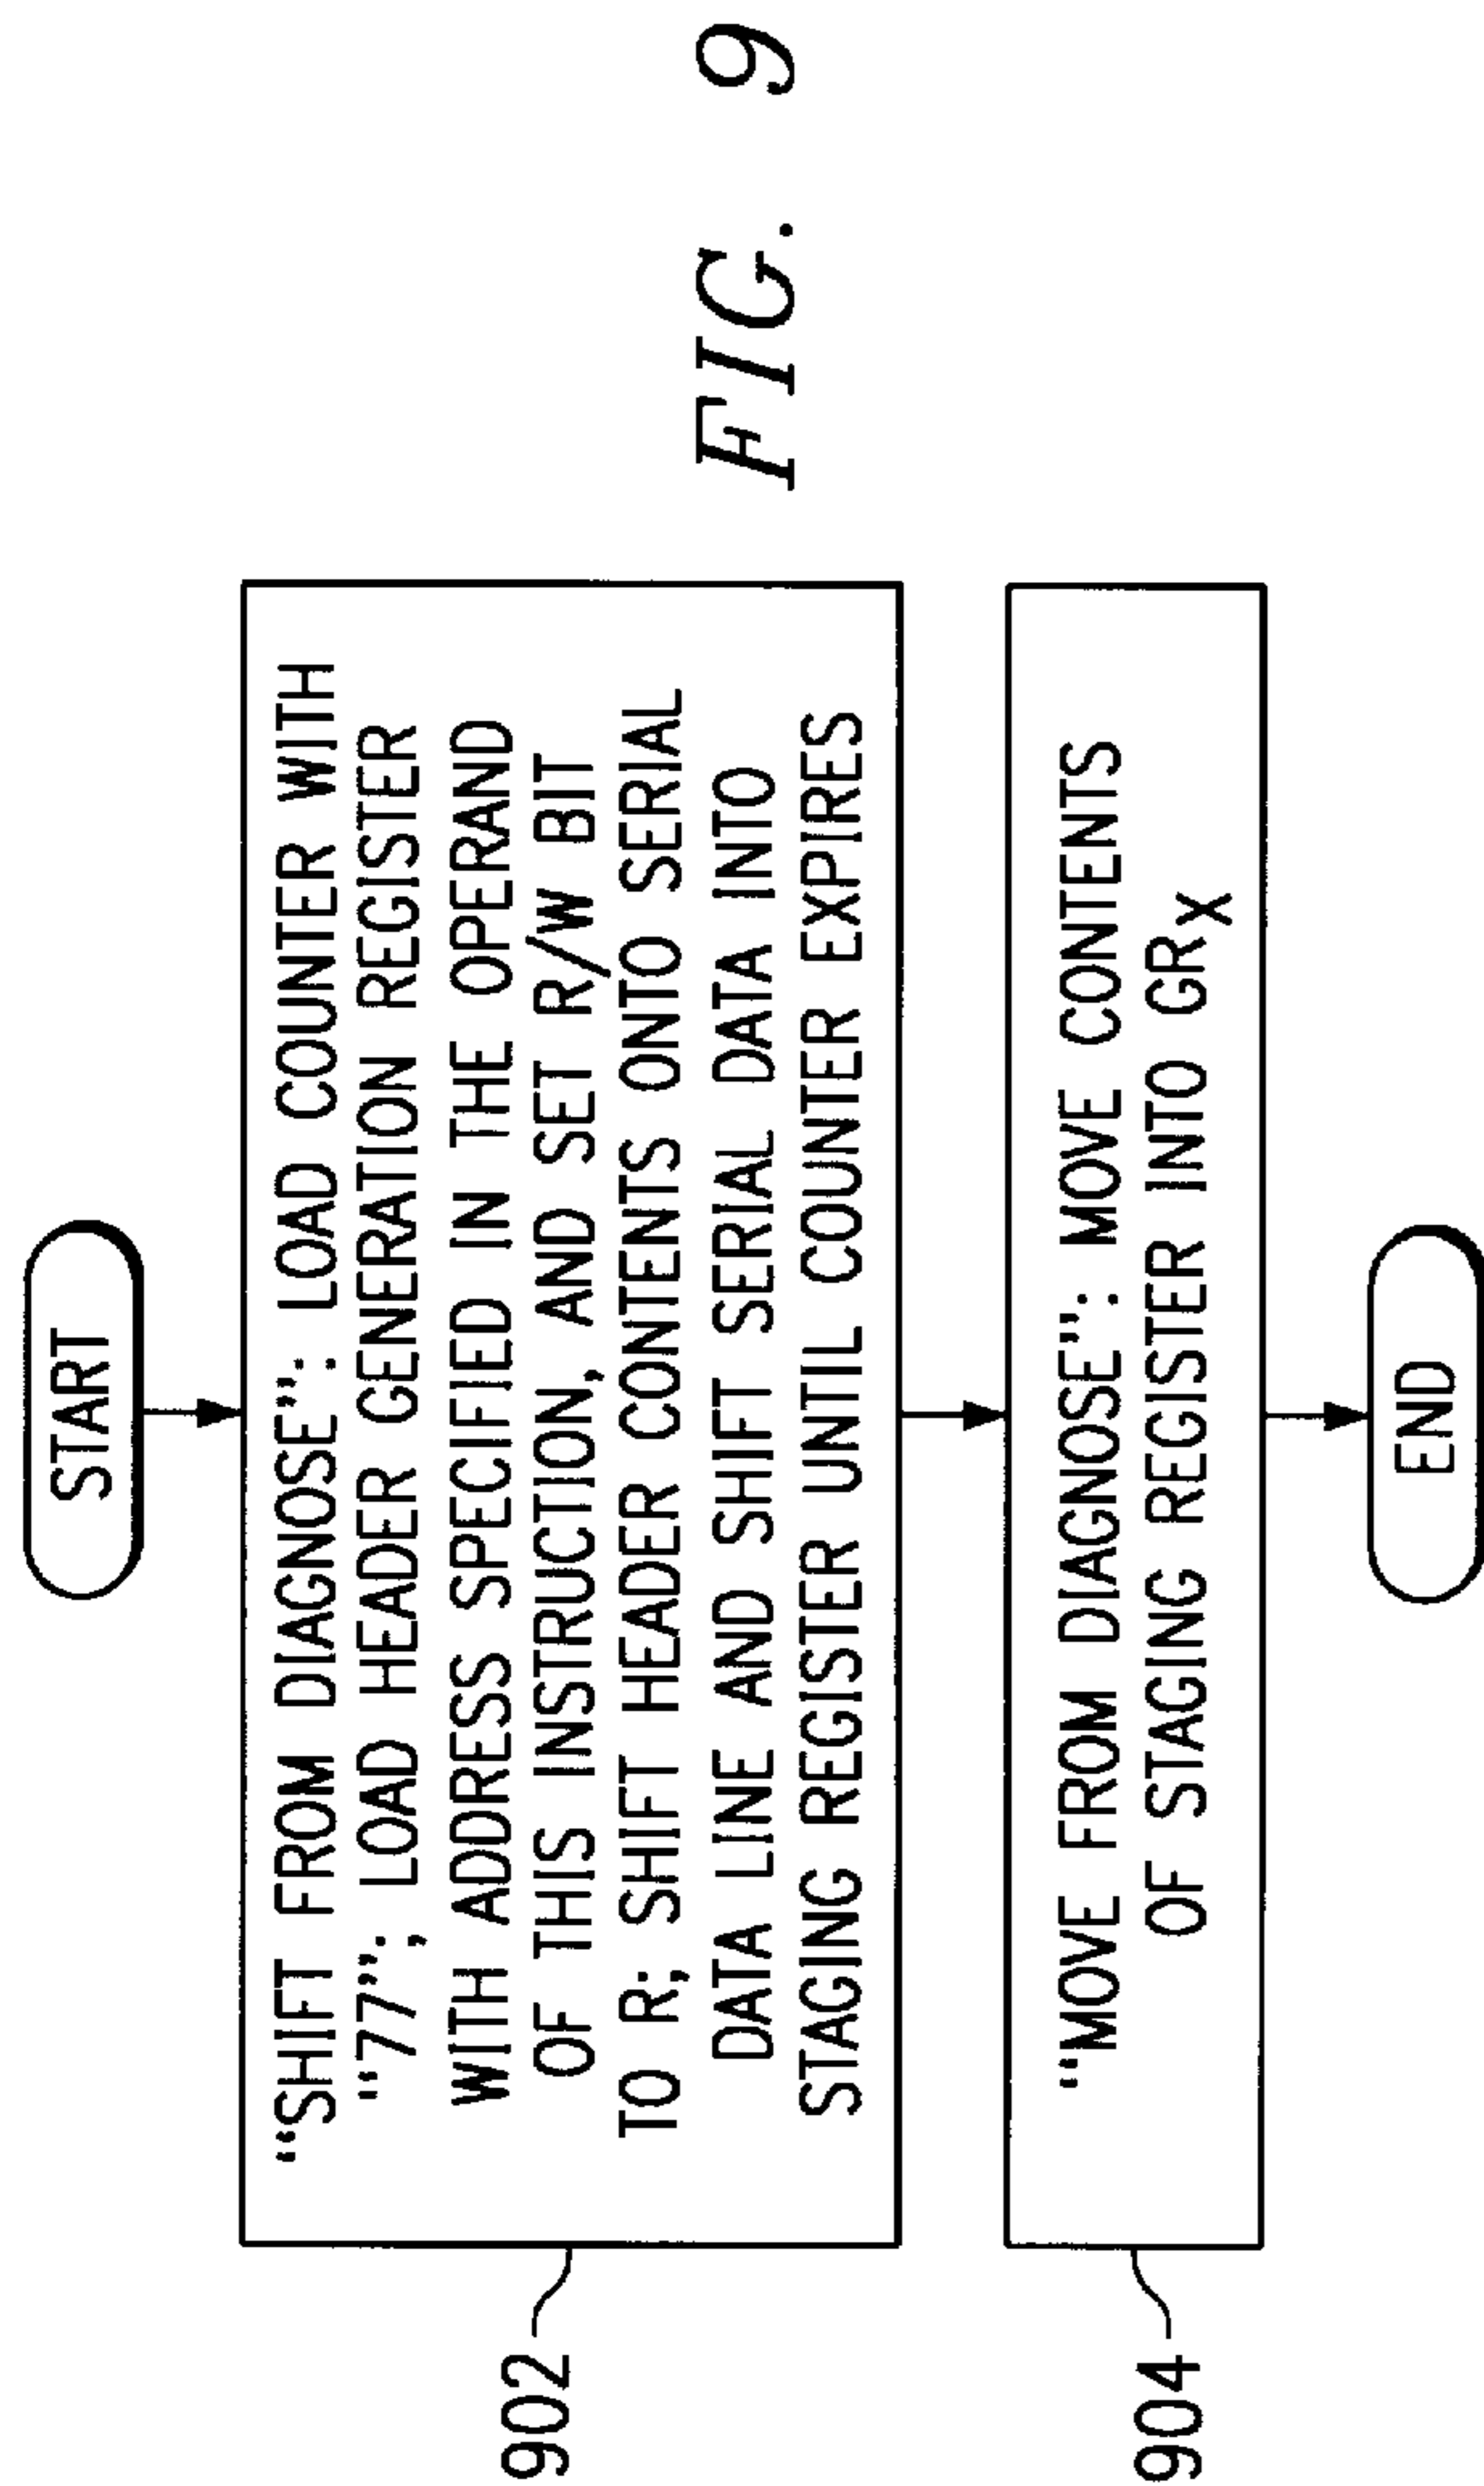 START
902
"SHIFT FROM DIAGNOSE": LOAD COUNTER WITH
"77"; LOAD HEADER GENERATION REGISTER
WITH ADDRESS SPECIFIED IN THE OPERAND
OF THIS INSTRUCTION, AND SET R/W BIT
TO R; SHIFT HEADER CONTENTS ONTO SERIAL
DATA LINE AND SHIFT SERIAL DATA INTO
STAGING REGISTER UNTIL COUNTER EXPIRES
904
"MOVE FROM DIAGNOSE": MOVE CONTENTS
OF STAGING REGISTER INTO GRX
END
FIG. 9